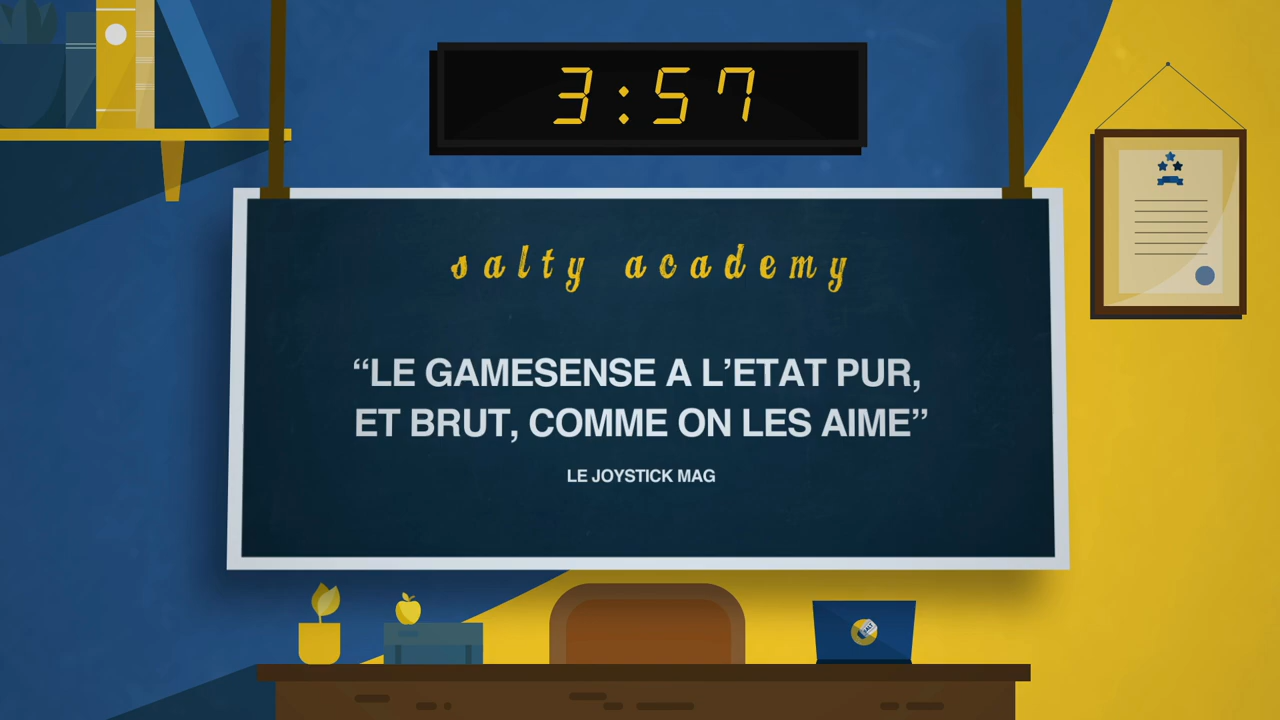 3:57
salty academy
“LE GAMESENSE A L’ETAT PUR,
ET BRUT, COMME ON LES AIME”
LE JOYSTICK MAG